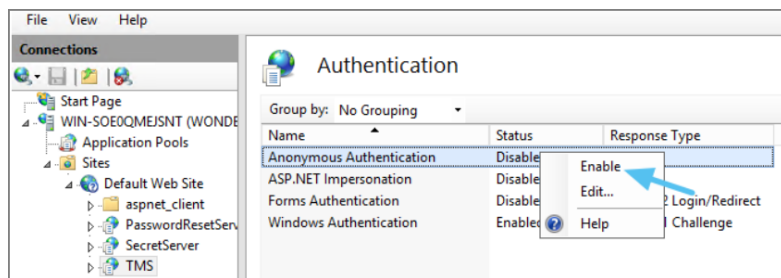 File View Help
Connections
Start Page
WIN-SOE0QMEJSNT (WONDE
Application Pools
Sites
Default Web Site
aspnet_client
PasswordResetServ
SecretServer
TMS
Authentication
Group by: No Grouping
Name Status Response Type
Anonymous Authentication Disable
ASP.NET Impersonation Disable
Forms Authentication Disable 2 Login/Redirect
Windows Authentication Enabled 1 Challenge
Enable
Edit...
Help